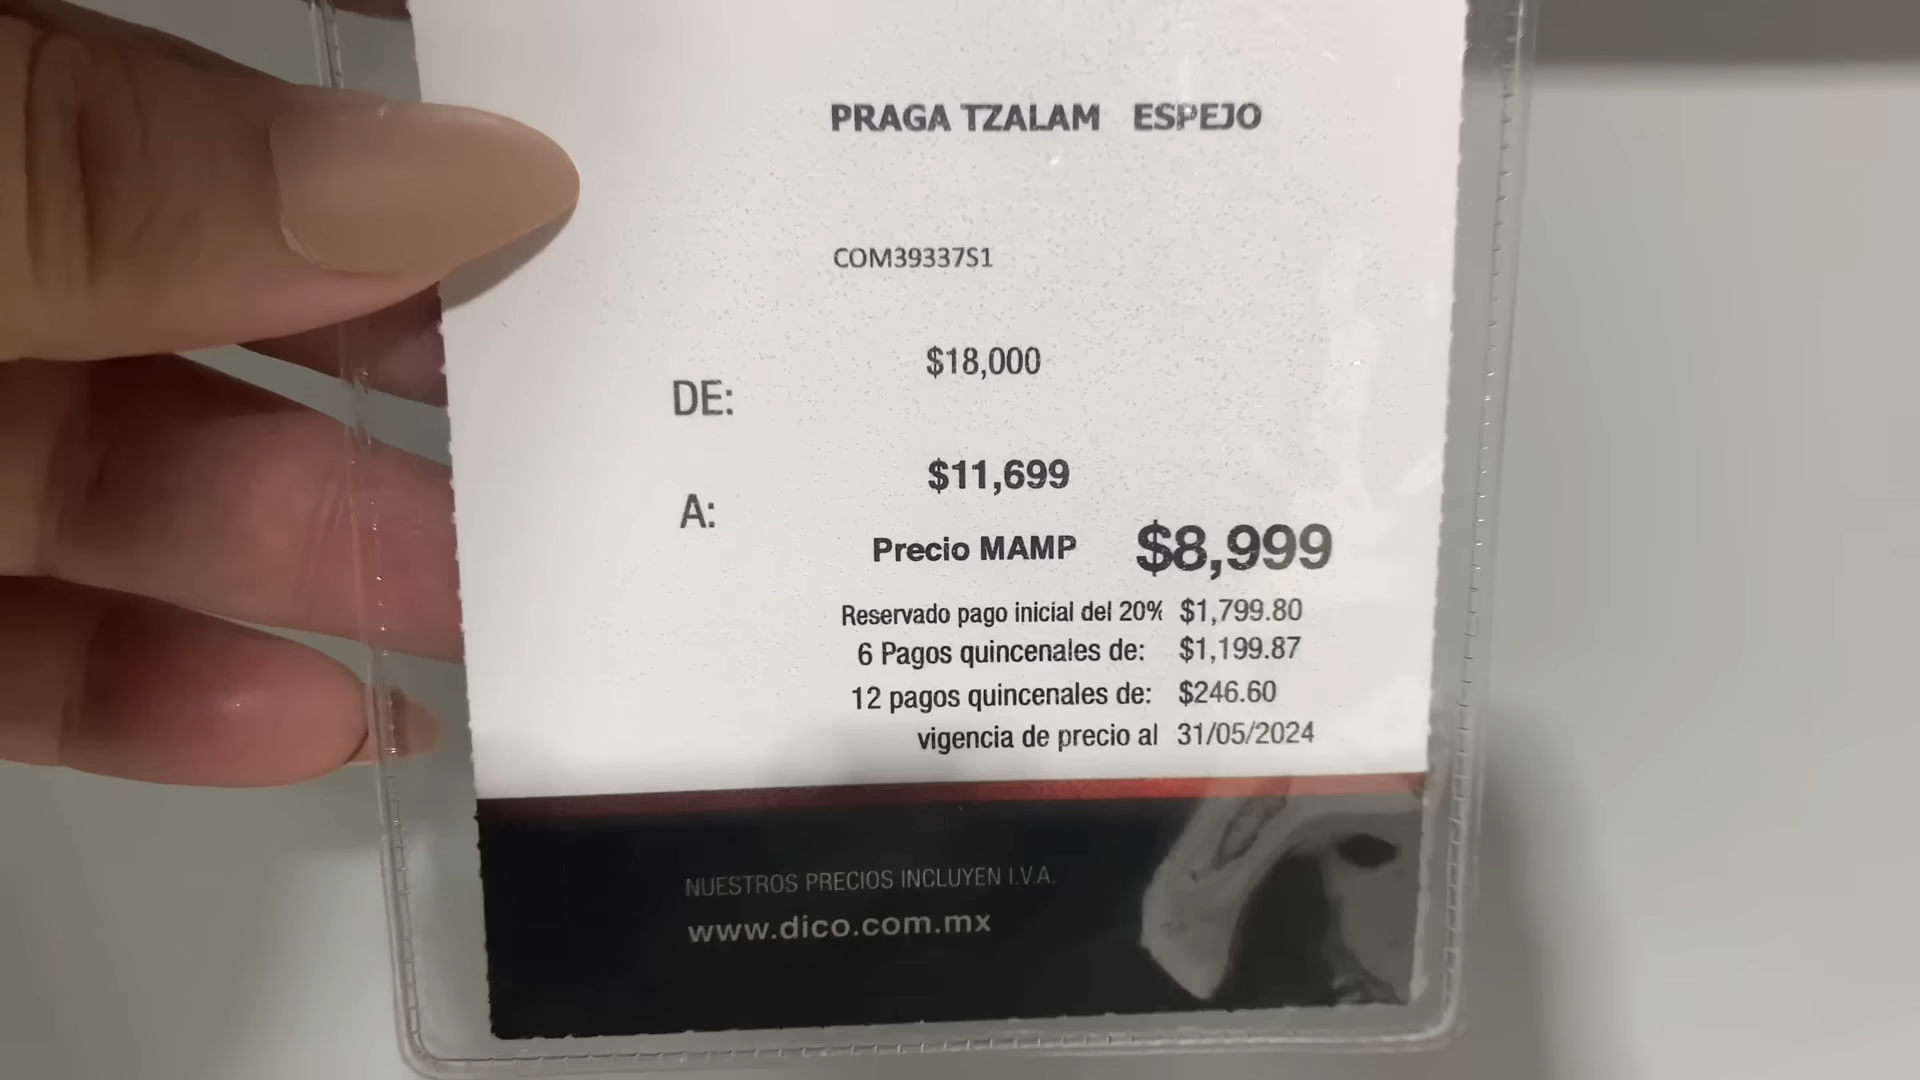 PRAGA TZALAM ESPEJO
COM39337S1
$18,000
DE:
$11,699
A:
Precio MAMP $8,999
Reservado pago inicial del 20% $1,799.80
6 Pagos quincenales de: $1,199.87
12 pagos quincenales de: $246.60
vigencia de precio al 31/05/2024
NUESTROS PRECIOS INCLUYEN I.V.A.
www.dico.com.mx